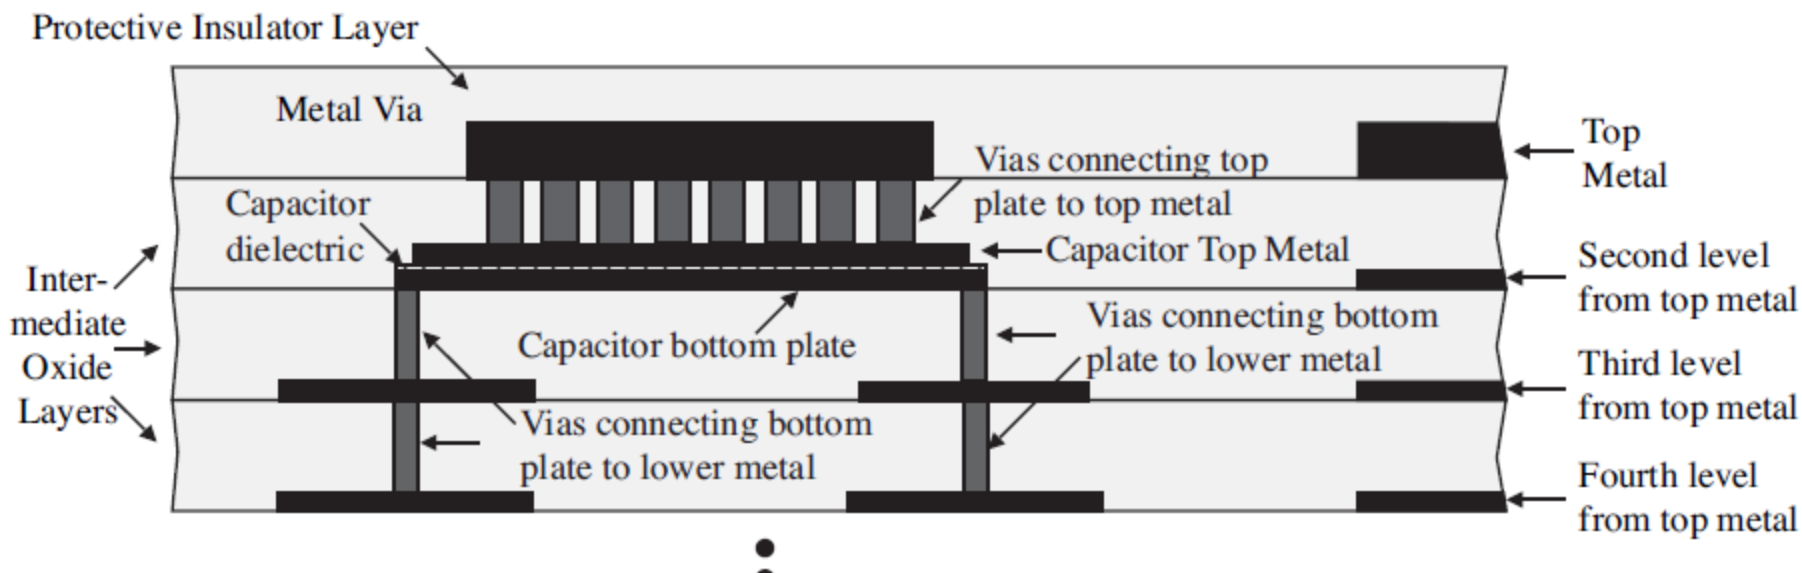 Protective Insulator Layer
Metal Via
Top
Metal
Vias connecting top
plate to top metal
Capacitor
dielectric
Capacitor Top Metal
Second level
from top metal
Inter-
mediate
Oxide
Layers
Vias connecting bottom
plate to lower metal
Capacitor bottom plate
Third level
from top metal
Vias connecting bottom
plate to lower metal
Fourth level
from top metal